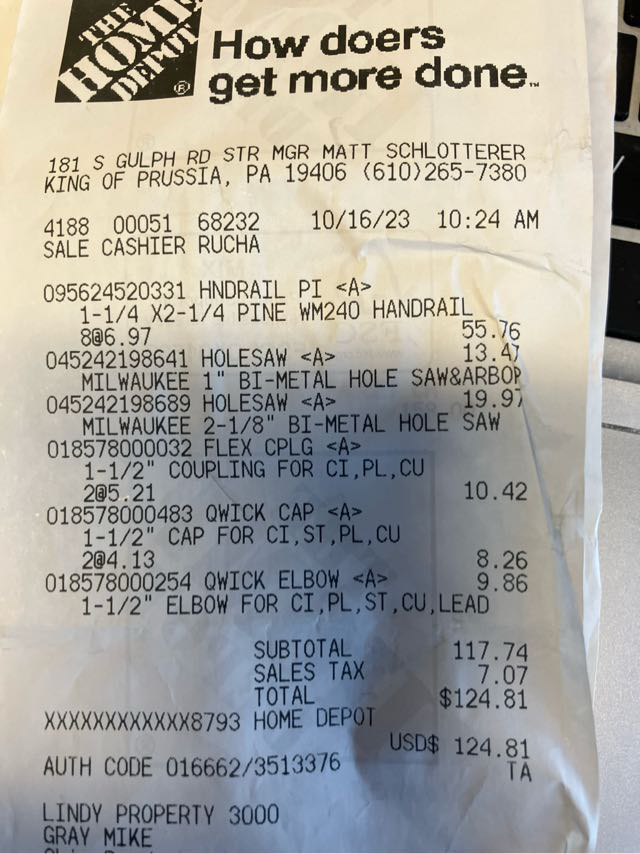 THE
HOME
DEPOT®
How doers
get more done™
181 S GULPH RD STR MGR MATT SCHLOTTERER
KING OF PRUSSIA, PA 19406 (610)265-7380
4188 00051 68232 10/16/23 10:24 AM
SALE CASHIER RUCHA
095624520331 HNDRAIL PI <A>
1-1/4 X2-1/4 PINE WM240 HANDRAIL
8@6.97 55.76
045242198641 HOLESAW <A> 13.47
MILWAUKEE 1" BI-METAL HOLE SAW&ARBOR
045242198689 HOLESAW <A> 19.97
MILWAUKEE 2-1/8" BI-METAL HOLE SAW
018578000032 FLEX CPLG <A>
1-1/2" COUPLING FOR CI,PL,CU
2@5.21 10.42
018578000483 QWICK CAP <A>
1-1/2" CAP FOR CI,ST,PL,CU
2@4.13 8.26
018578000254 QWICK ELBOW <A> 9.86
1-1/2" ELBOW FOR CI,PL,ST,CU,LEAD
SUBTOTAL 117.74
SALES TAX 7.07
TOTAL $124.81
XXXXXXXXXXXX8793 HOME DEPOT
USD$ 124.81
AUTH CODE 016662/3513376 TA
LINDY PROPERTY 3000
GRAY MIKE